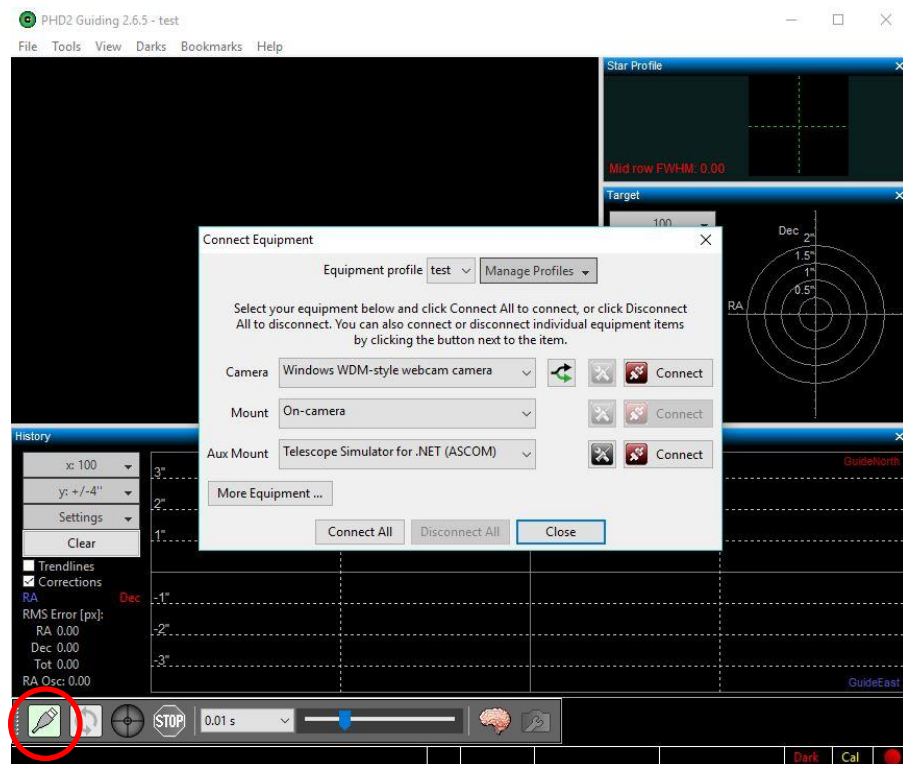 PHD2 Guiding 2.6.5 - test
File Tools View Darks Bookmarks Help
Star Profile
Mid row FWHM: 0.00
Target
100
Dec
2"
1.5"
1"
0.5"
RA
Connect Equipment
Equipment profile test Manage Profiles
Select your equipment below and click Connect All to connect, or click Disconnect
All to disconnect. You can also connect or disconnect individual equipment items
by clicking the button next to the item.
Camera Windows WDM-style webcam camera Connect
Mount On-camera Connect
Aux Mount Telescope Simulator for .NET (ASCOM) Connect
More Equipment ...
Connect All Disconnect All Close
History
x: 100
y: +/-4"
Settings
Clear
Trendlines
Corrections
RA Dec
RMS Error [px]:
RA 0.00
Dec 0.00
Tot 0.00
RA Osc: 0.00
3"
2"
1"
-1"
-2"
-3"
GuideNorth
GuideEast
STOP 0.01 s
Dark Cal